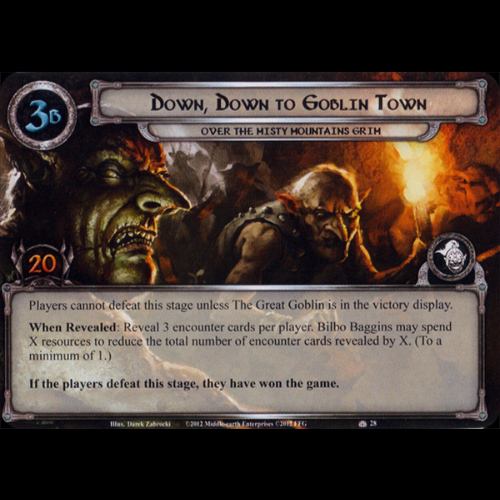 3B
DOWN, DOWN TO GOBLIN TOWN
OVER THE MISTY MOUNTAINS GRIM
20
Players cannot defeat this stage unless The Great Goblin is in the victory display.
When Revealed: Reveal 3 encounter cards per player. Bilbo Baggins may spend
X resources to reduce the total number of encounter cards revealed by X. (To a
minimum of 1.)
If the players defeat this stage, they have won the game.
Illus. Darek Zabrocki ©2012 Middle-earth Enterprises ©2012 FFG 28